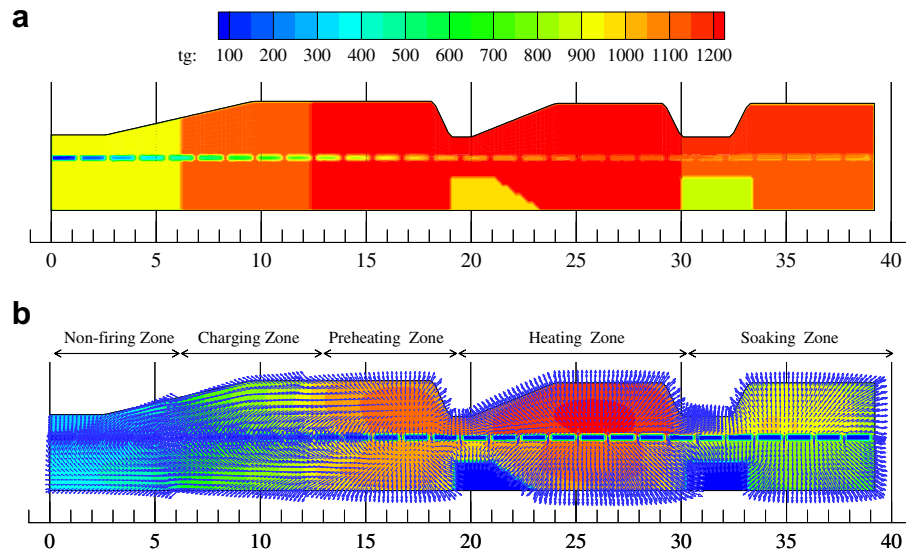 a
tg: 100 200 300 400 500 600 700 800 900 1000 1100 1200
0 5 10 15 20 25 30 35 40
b
Non-firing Zone Charging Zone Preheating Zone Heating Zone Soaking Zone
0 5 10 15 20 25 30 35 40